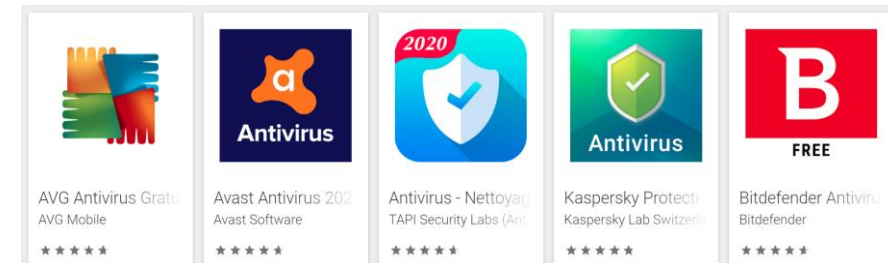 2020
a
Antivirus
Antivirus
B
FREE
AVG Antivirus Gratu
Avast Antivirus 202
Antivirus - Nettoyag
Kaspersky Protecti
Bitdefender Antiviru
AVG Mobile
Avast Software
TAPI Security Labs (Ant
Kaspersky Lab Switzerla
Bitdefender